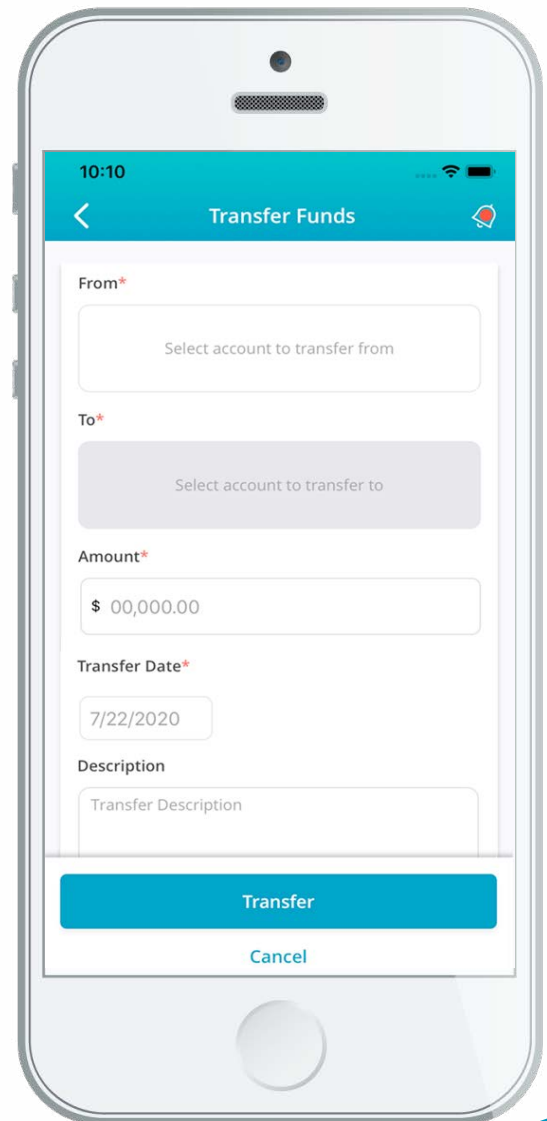 10:10
Transfer Funds
From*
Select account to transfer from
To*
Select account to transfer to
Amount*
$ 00,000.00
Transfer Date*
7/22/2020
Description
Transfer Description
Transfer
Cancel